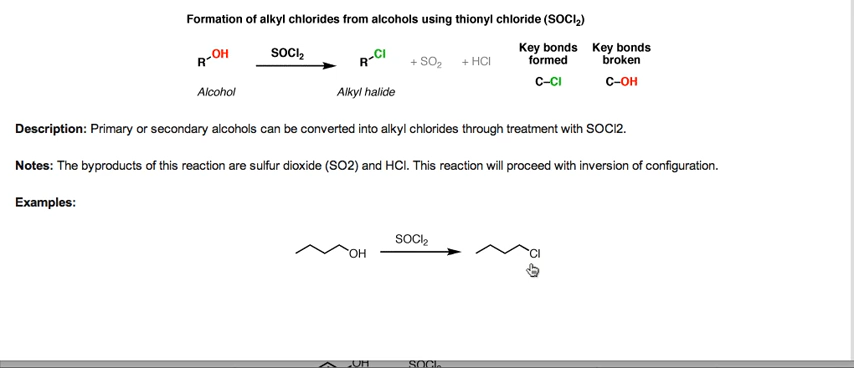 Formation of alkyl chlorides from alcohols using thionyl chloride (SOCl₂)
R OH SOCl₂ R Cl + SO₂ + HCl
Key bonds formed
C–Cl
Key bonds broken
C–OH
Alcohol Alkyl halide
Description: Primary or secondary alcohols can be converted into alkyl chlorides through treatment with SOCl2.
Notes: The byproducts of this reaction are sulfur dioxide (SO2) and HCl. This reaction will proceed with inversion of configuration.
Examples:
OH SOCl₂ Cl
OH SOCl₂